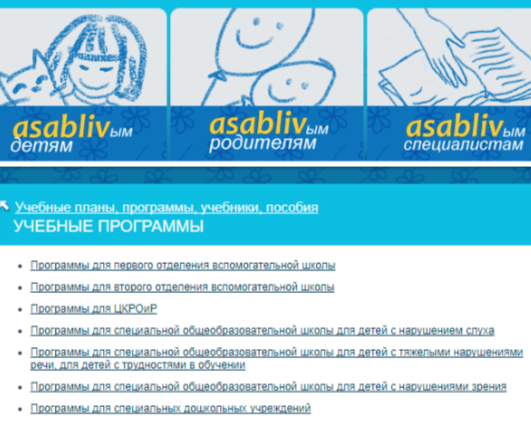 asablivым
детям
asablivым
родителям
asablivым
специалистам
Учебные планы, программы, учебники, пособия
УЧЕБНЫЕ ПРОГРАММЫ
Программы для первого отделения вспомогательной школы
Программы для второго отделения вспомогательной школы
Программы для ЦКРОиР
Программы для специальной общеобразовательной школы для детей с нарушением слуха
Программы для специальной общеобразовательной школы для детей с тяжелыми нарушениями
речи, для детей с трудностями в обучении
Программы для специальной общеобразовательной школы для детей с нарушениями зрения
Программы для специальных дошкольных учреждений